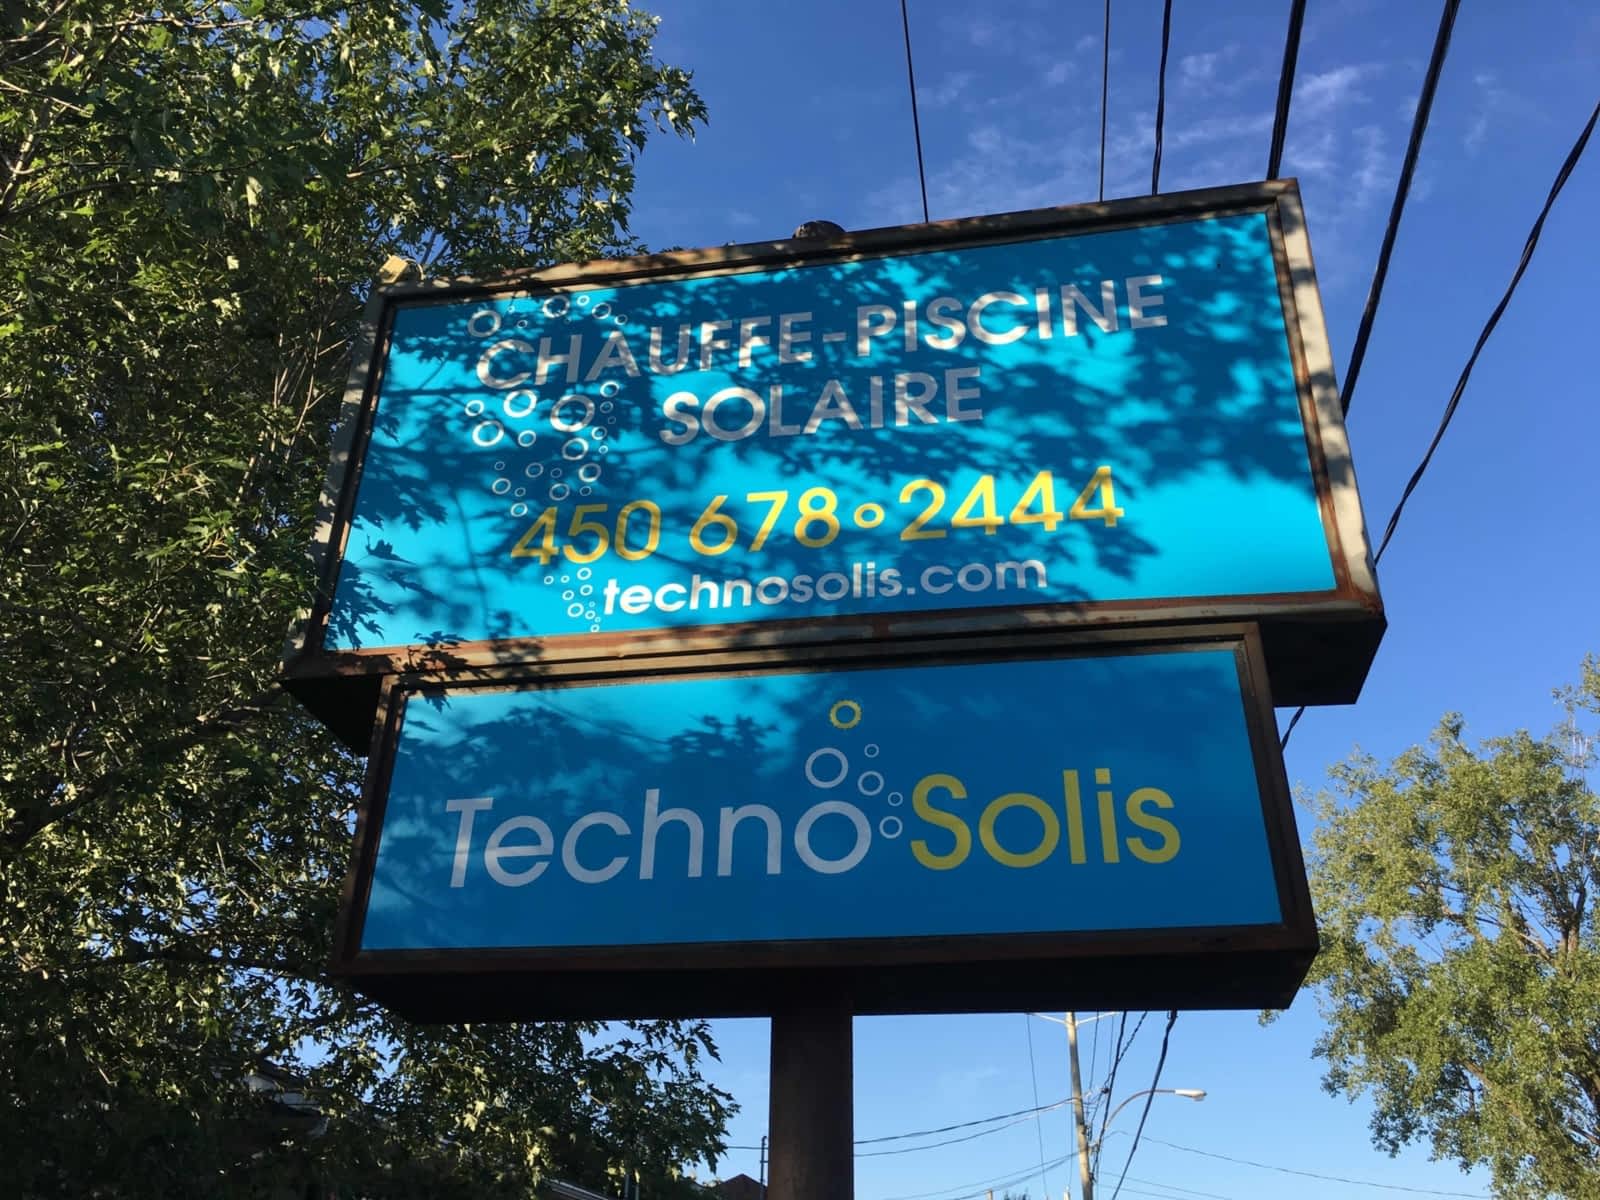 CHAUFFE-PISCINE
SOLAIRE
450 678•2444
technosolis.com
TechnoSolis